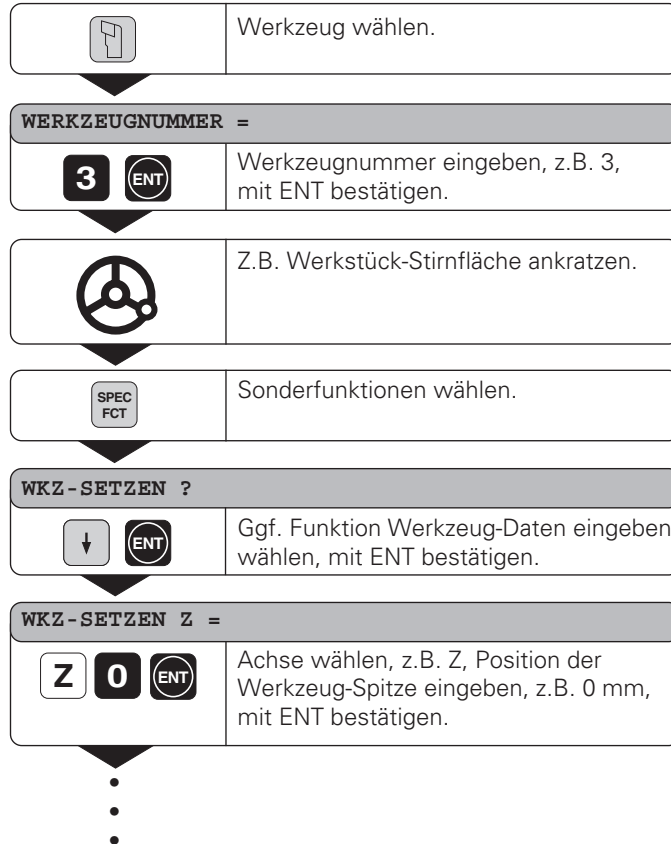 Werkzeug wählen.
WERKZEUGNUMMER =
3 ENT
Werkzeugnummer eingeben, z.B. 3,
mit ENT bestätigen.
Z.B. Werkstück-Stirnfläche ankratzen.
SPEC
FCT
Sonderfunktionen wählen.
WKZ-SETZEN ?
ENT
Ggf. Funktion Werkzeug-Daten eingeben
wählen, mit ENT bestätigen.
WKZ-SETZEN Z =
Z 0 ENT
Achse wählen, z.B. Z, Position der
Werkzeug-Spitze eingeben, z.B. 0 mm,
mit ENT bestätigen.